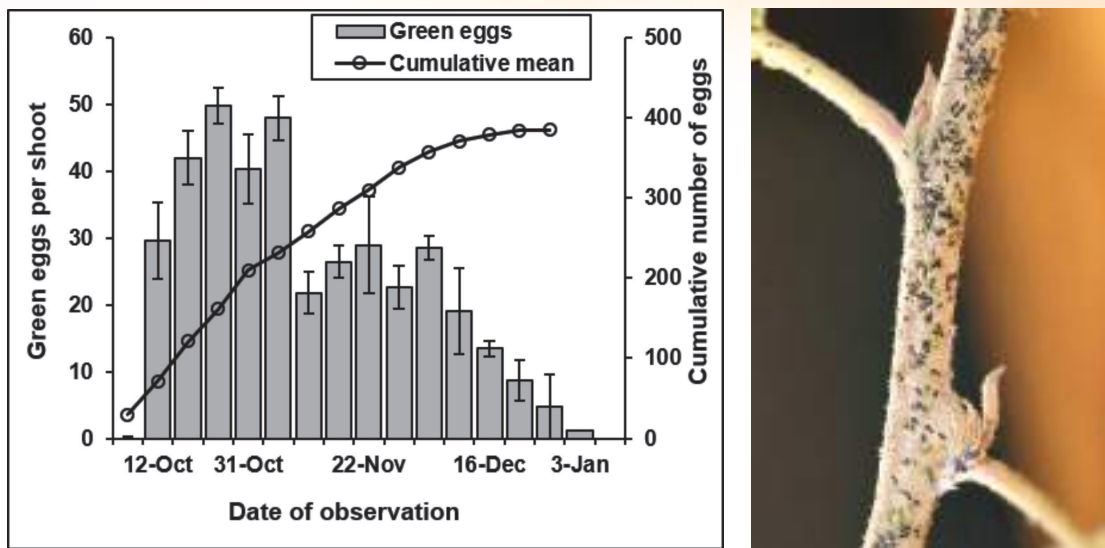 Green eggs
Cumulative mean
60
50
40
30
20
10
0
Green eggs per shoot
500
400
300
200
100
0
Cumulative number of eggs
12-Oct 31-Oct 22-Nov 16-Dec 3-Jan
Date of observation